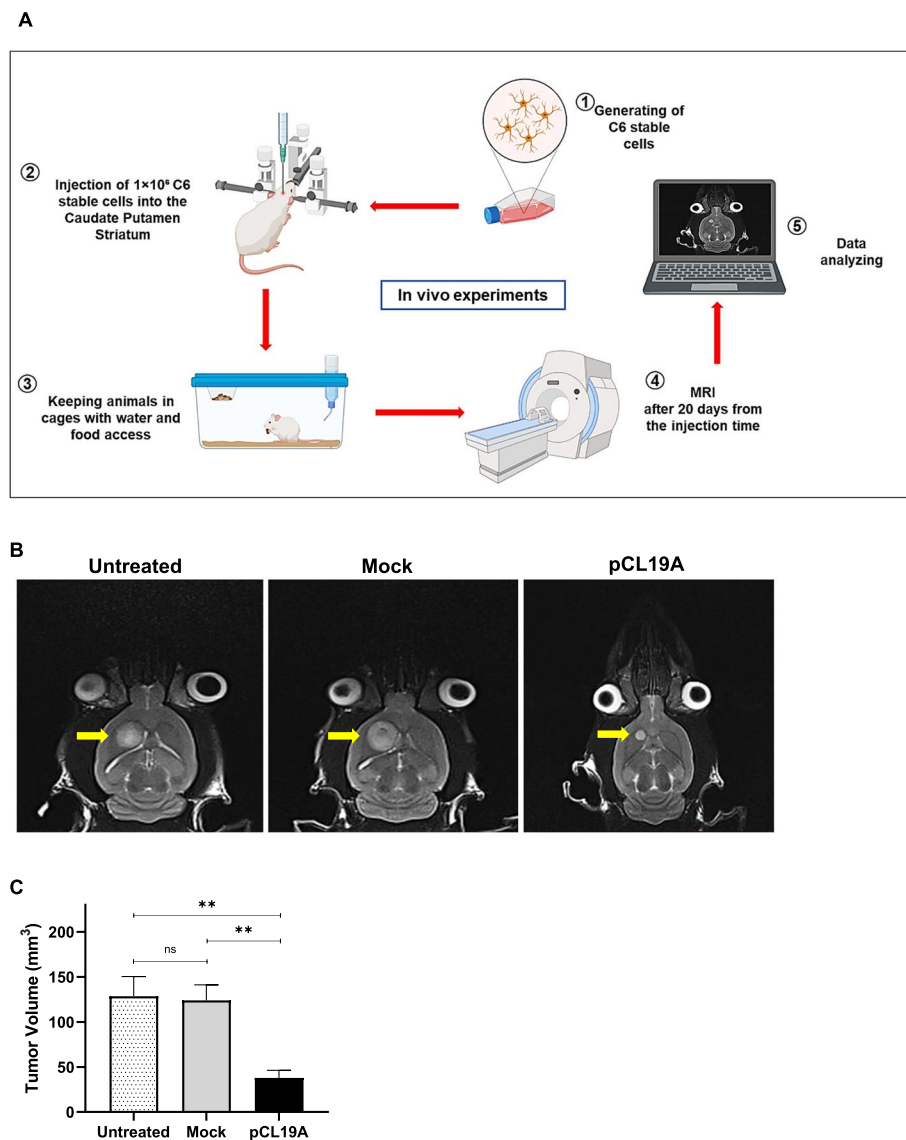 A
①
Generating of
C6 stable
cells
②
Injection of 1×10⁶ C6
stable cells into the
Caudate Putamen
Striatum
⑤
Data
analyzing
In vivo experiments
③
Keeping animals in
cages with water and
food access
④
MRI
after 20 days from
the injection time
B
Untreated
Mock
pCL19A
C
Tumor Volume (mm³)
200
150
100
50
0
**
**
ns
Untreated
Mock
pCL19A